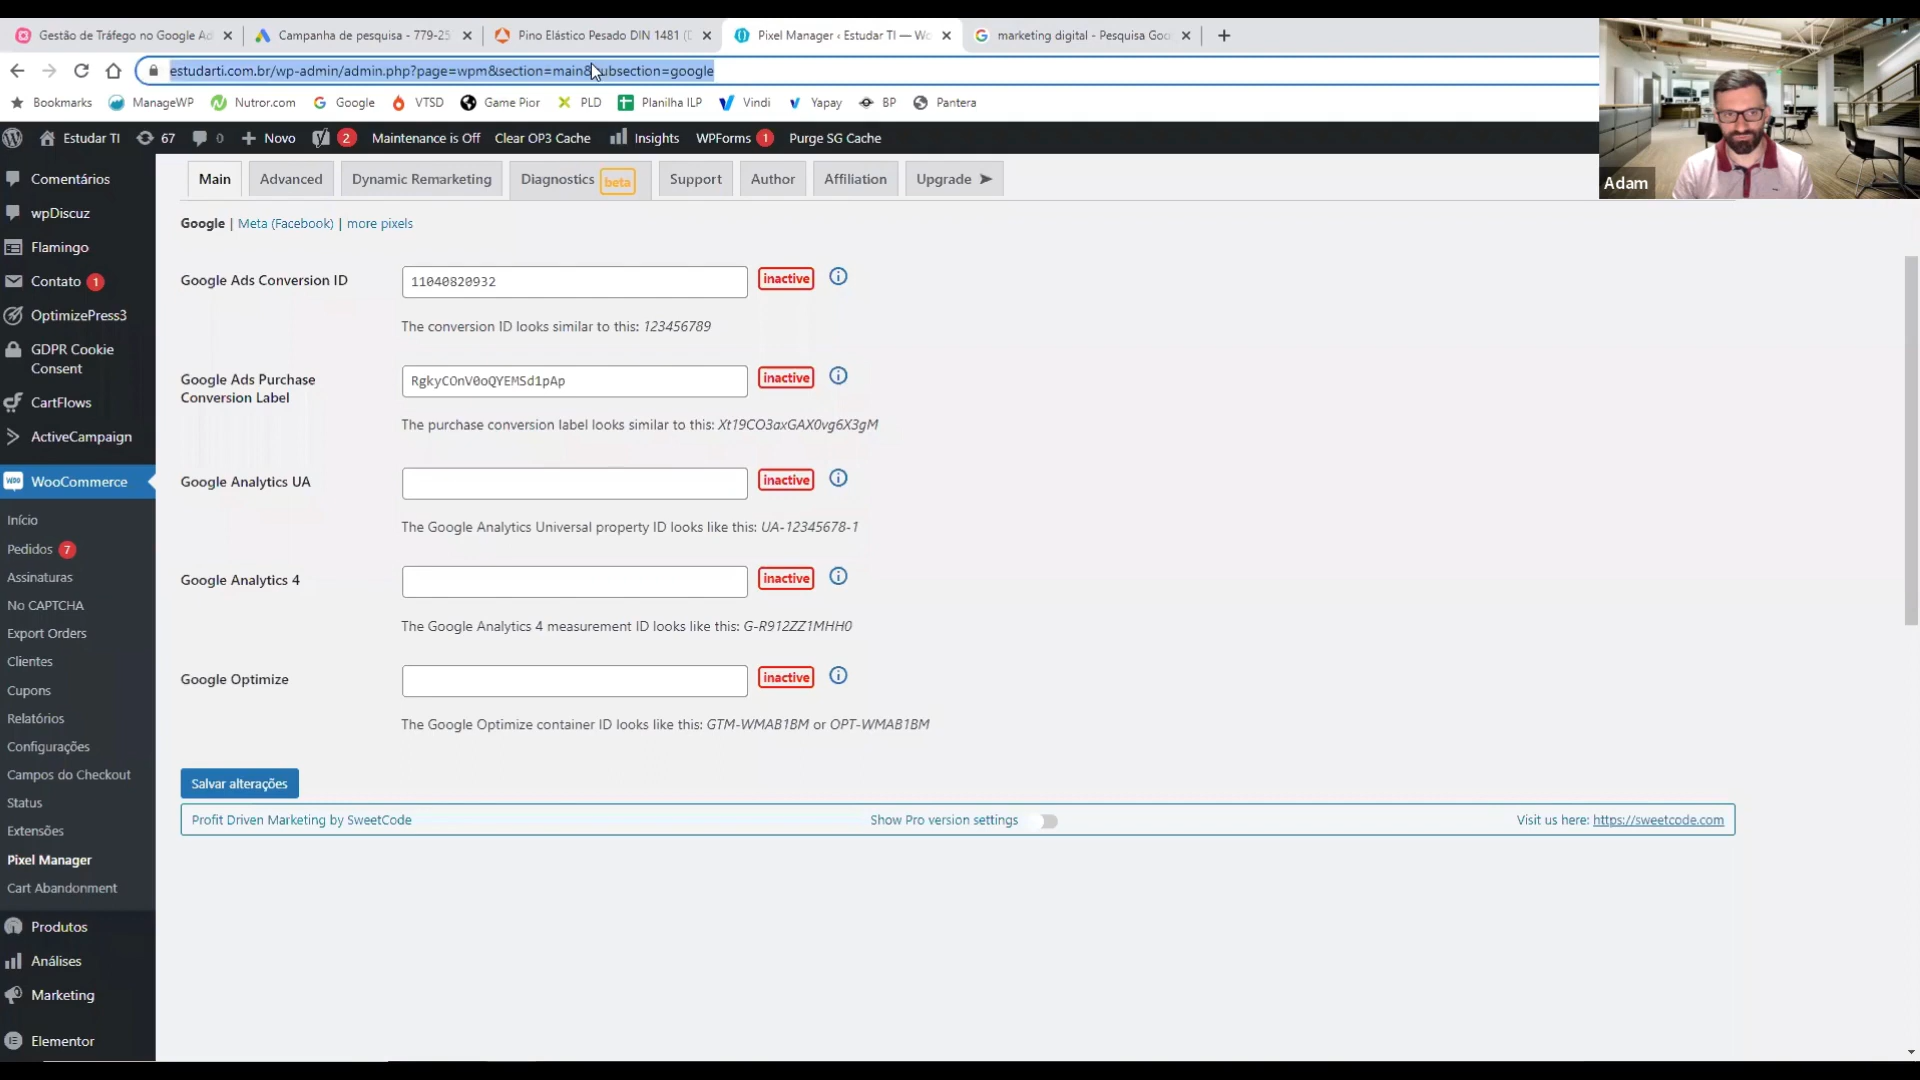 Gestão de Tráfego no Google Ad
Campanha de pesquisa - 779-25
Pino Elástico Pesado DIN 1481 (D
Pixel Manager ‹ Estudar TI — Wo
marketing digital - Pesquisa Goo
estudarti.com.br/wp-admin/admin.php?page=wpm&section=main&subsection=google
Bookmarks ManageWP Nutror.com Google VTSD Game Pior PLD Planilha ILP Vindi Yapay BP Pantera
Estudar TI 67 0 Novo 2 Maintenance is Off Clear OP3 Cache Insights WPForms 1 Purge SG Cache
Adam
Comentários
wpDiscuz
Flamingo
Contato 1
OptimizePress3
GDPR Cookie
Consent
CartFlows
ActiveCampaign
WooCommerce
Início
Pedidos 7
Assinaturas
No CAPTCHA
Export Orders
Clientes
Cupons
Relatórios
Configurações
Campos do Checkout
Status
Extensões
Pixel Manager
Cart Abandonment
Produtos
Análises
Marketing
Elementor
Main Advanced Dynamic Remarketing Diagnostics beta Support Author Affiliation Upgrade
Google | Meta (Facebook) | more pixels
Google Ads Conversion ID 11040820932 inactive
The conversion ID looks similar to this: 123456789
Google Ads Purchase
Conversion Label
RgkyCOnV0oQYEMSd1pAp inactive
The purchase conversion label looks similar to this: Xt19CO3axGAX0vg6X3gM
Google Analytics UA inactive
The Google Analytics Universal property ID looks like this: UA-12345678-1
Google Analytics 4 inactive
The Google Analytics 4 measurement ID looks like this: G-R912ZZ1MHH0
Google Optimize inactive
The Google Optimize container ID looks like this: GTM-WMAB1BM or OPT-WMAB1BM
Salvar alterações
Profit Driven Marketing by SweetCode Show Pro version settings Visit us here: https://sweetcode.com